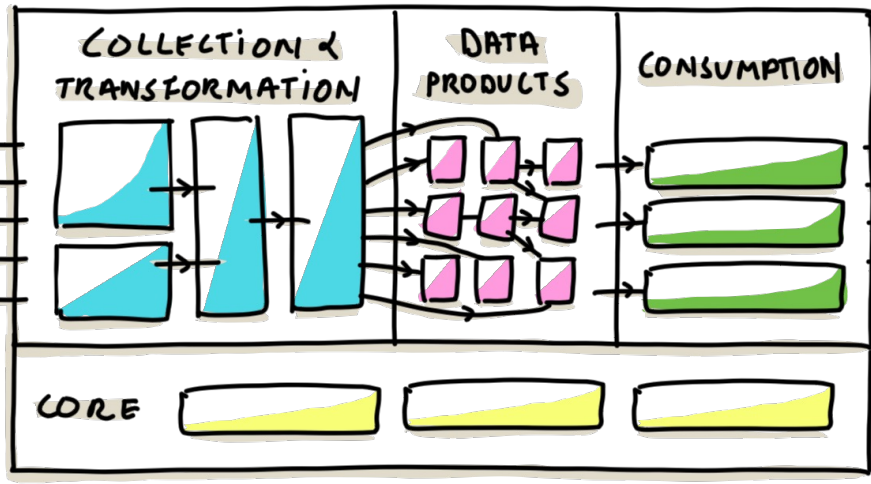 COLLECTION &
TRANSFORMATION
DATA
PRODUCTS
CONSUMPTION
CORE